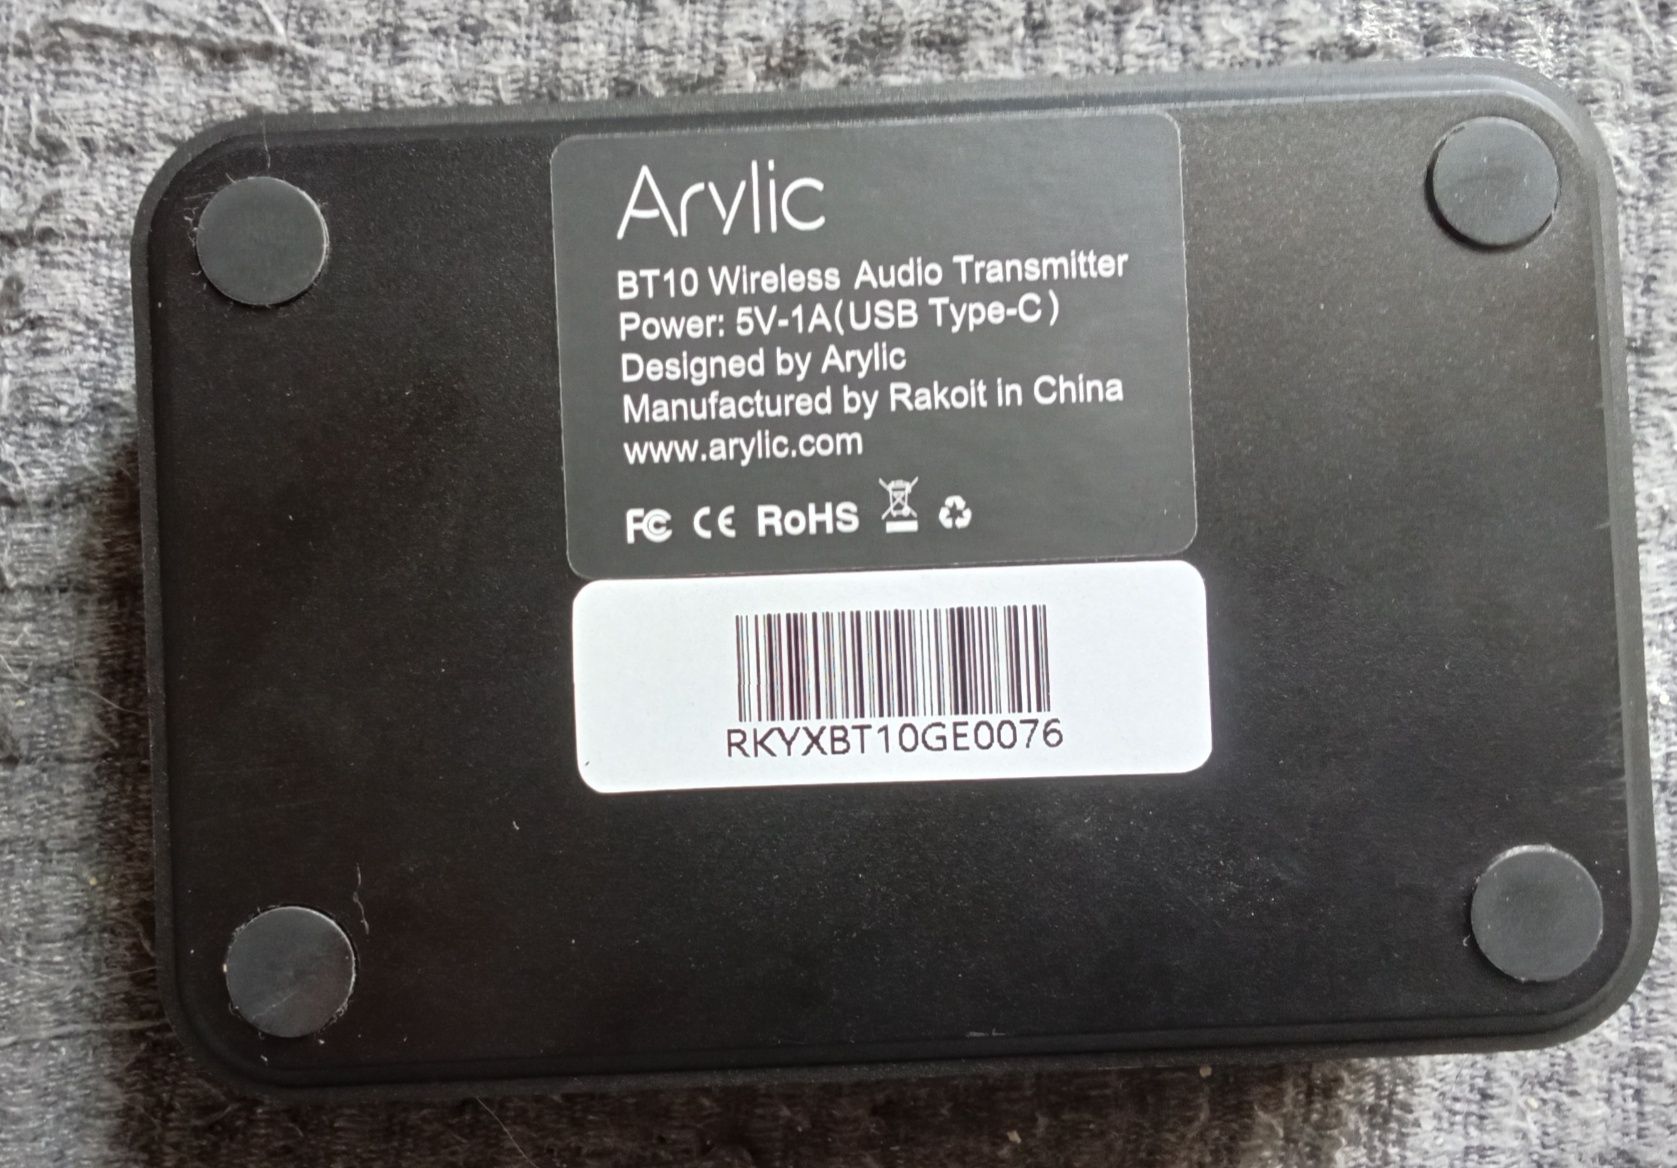 Arylic
BT10 Wireless Audio Transmitter
Power: 5V-1A(USB Type-C)
Designed by Arylic
Manufactured by Rakoit in China
www.arylic.com
FC CE RoHS
RKYXBT10GE0076